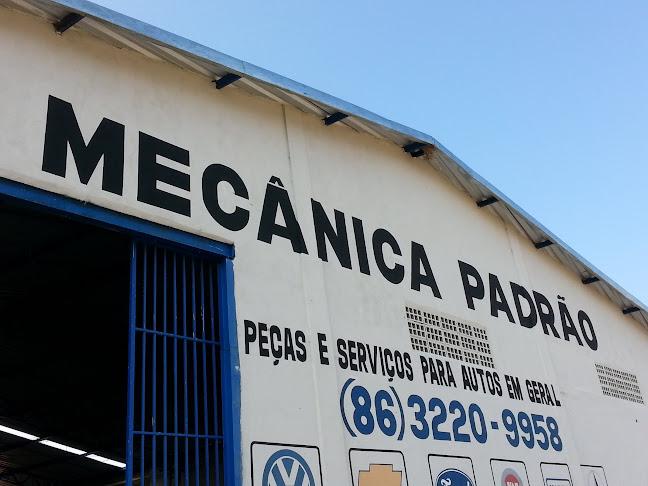 MECÂNICA PADRÃO
PEÇAS E SERVIÇOS PARA AUTOS EM GERAL
(86)3220-9958